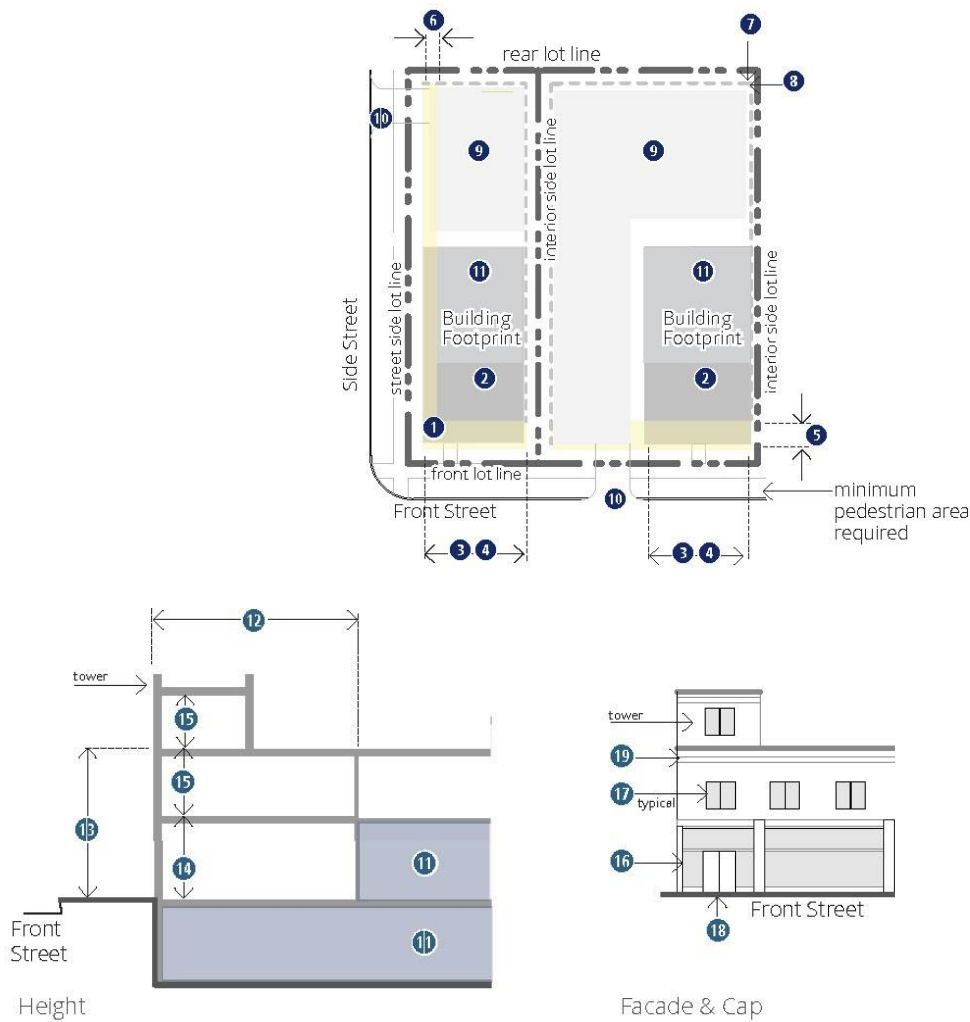 6
7
rear lot line
8
10
9
9
interior side lot line
11
11
street side lot line
Building
Footprint
Building
Footprint
interior side lot line
Side Street
2
2
1
5
front lot line
Front Street
10
minimum
pedestrian area
required
3 4
3 4
12
tower
15
15
13
14
11
11
Front
Street
Height
tower
19
17
typical
16
Front Street
18
Facade & Cap